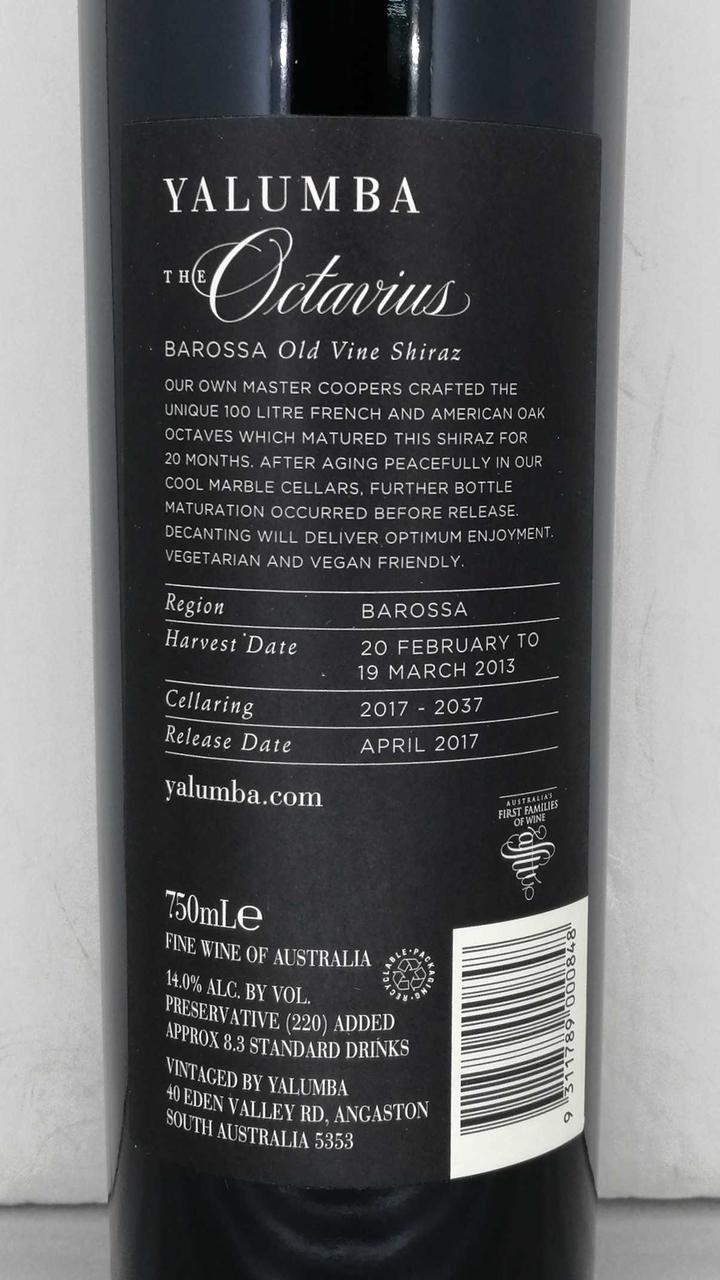 YALUMBA
THE Octavius
BAROSSA Old Vine Shiraz
OUR OWN MASTER COOPERS CRAFTED THE
UNIQUE 100 LITRE FRENCH AND AMERICAN OAK
OCTAVES WHICH MATURED THIS SHIRAZ FOR
20 MONTHS. AFTER AGING PEACEFULLY IN OUR
COOL MARBLE CELLARS, FURTHER BOTTLE
MATURATION OCCURRED BEFORE RELEASE.
DECANTING WILL DELIVER OPTIMUM ENJOYMENT.
VEGETARIAN AND VEGAN FRIENDLY.
Region BAROSSA
Harvest Date 20 FEBRUARY TO
19 MARCH 2013
Cellaring 2017 - 2037
Release Date APRIL 2017
yalumba.com
AUSTRALIA'S
FIRST FAMILIES
OF WINE
750mL℮
FINE WINE OF AUSTRALIA
RECYCLABLE•PACKAGING•
14.0% ALC. BY VOL.
PRESERVATIVE (220) ADDED
APPROX 8.3 STANDARD DRINKS
VINTAGED BY YALUMBA
40 EDEN VALLEY RD, ANGASTON
SOUTH AUSTRALIA 5353
9 311789 000848